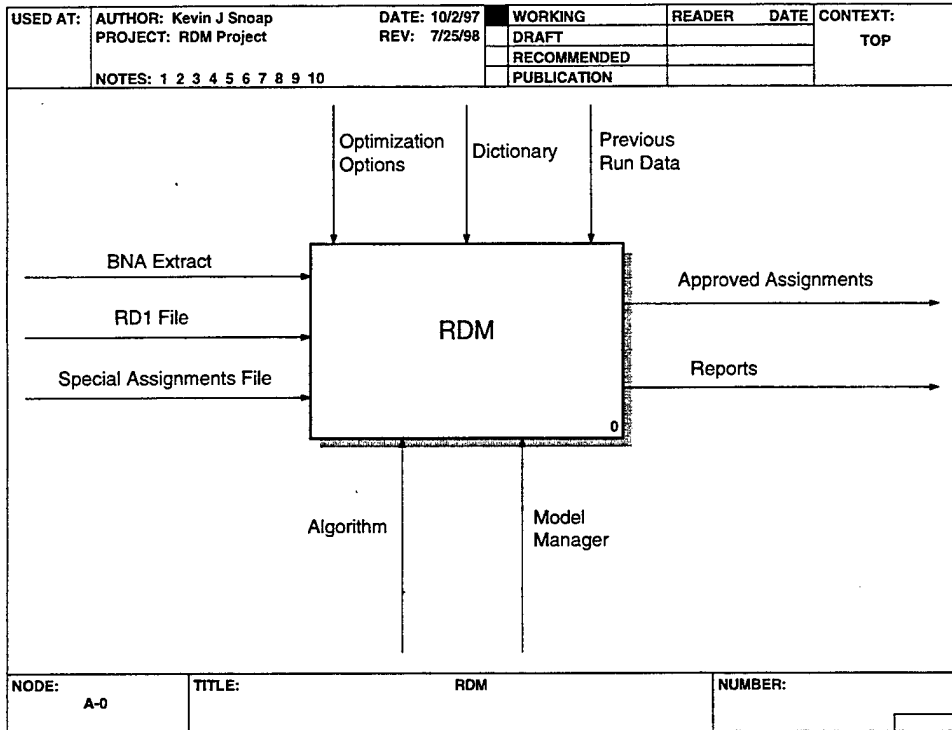 USED AT:
AUTHOR: Kevin J Snoap
DATE: 10/2/97
PROJECT: RDM Project
REV: 7/25/98
NOTES: 1 2 3 4 5 6 7 8 9 10
WORKING
DRAFT
RECOMMENDED
PUBLICATION
READER DATE
CONTEXT:
TOP
Optimization
Options
Dictionary
Previous
Run Data
BNA Extract
RD1 File
Special Assignments File
RDM
0
Approved Assignments
Reports
Algorithm
Model
Manager
NODE:
A-0
TITLE:
RDM
NUMBER: